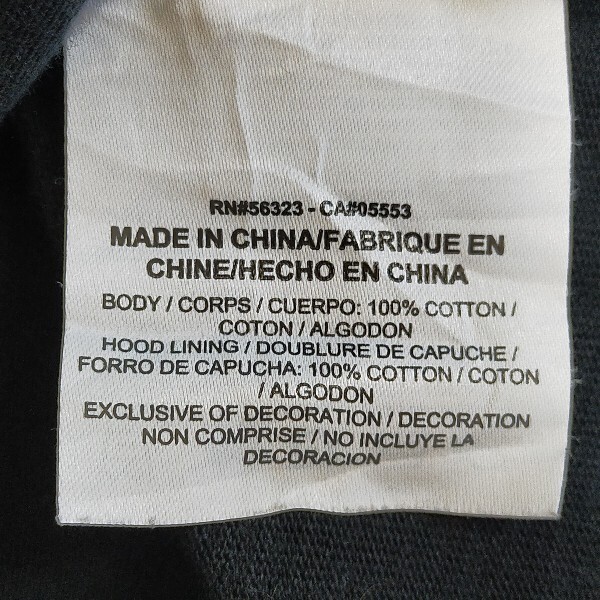 RN#56323 - CA#05553
MADE IN CHINA/FABRIQUE EN
CHINE/HECHO EN CHINA
BODY / CORPS / CUERPO: 100% COTTON /
COTON / ALGODON
HOOD LINING / DOUBLURE DE CAPUCHE /
FORRO DE CAPUCHA: 100% COTTON / COTON
/ ALGODON
EXCLUSIVE OF DECORATION / DECORATION
NON COMPRISE / NO INCLUYE LA
DECORACION